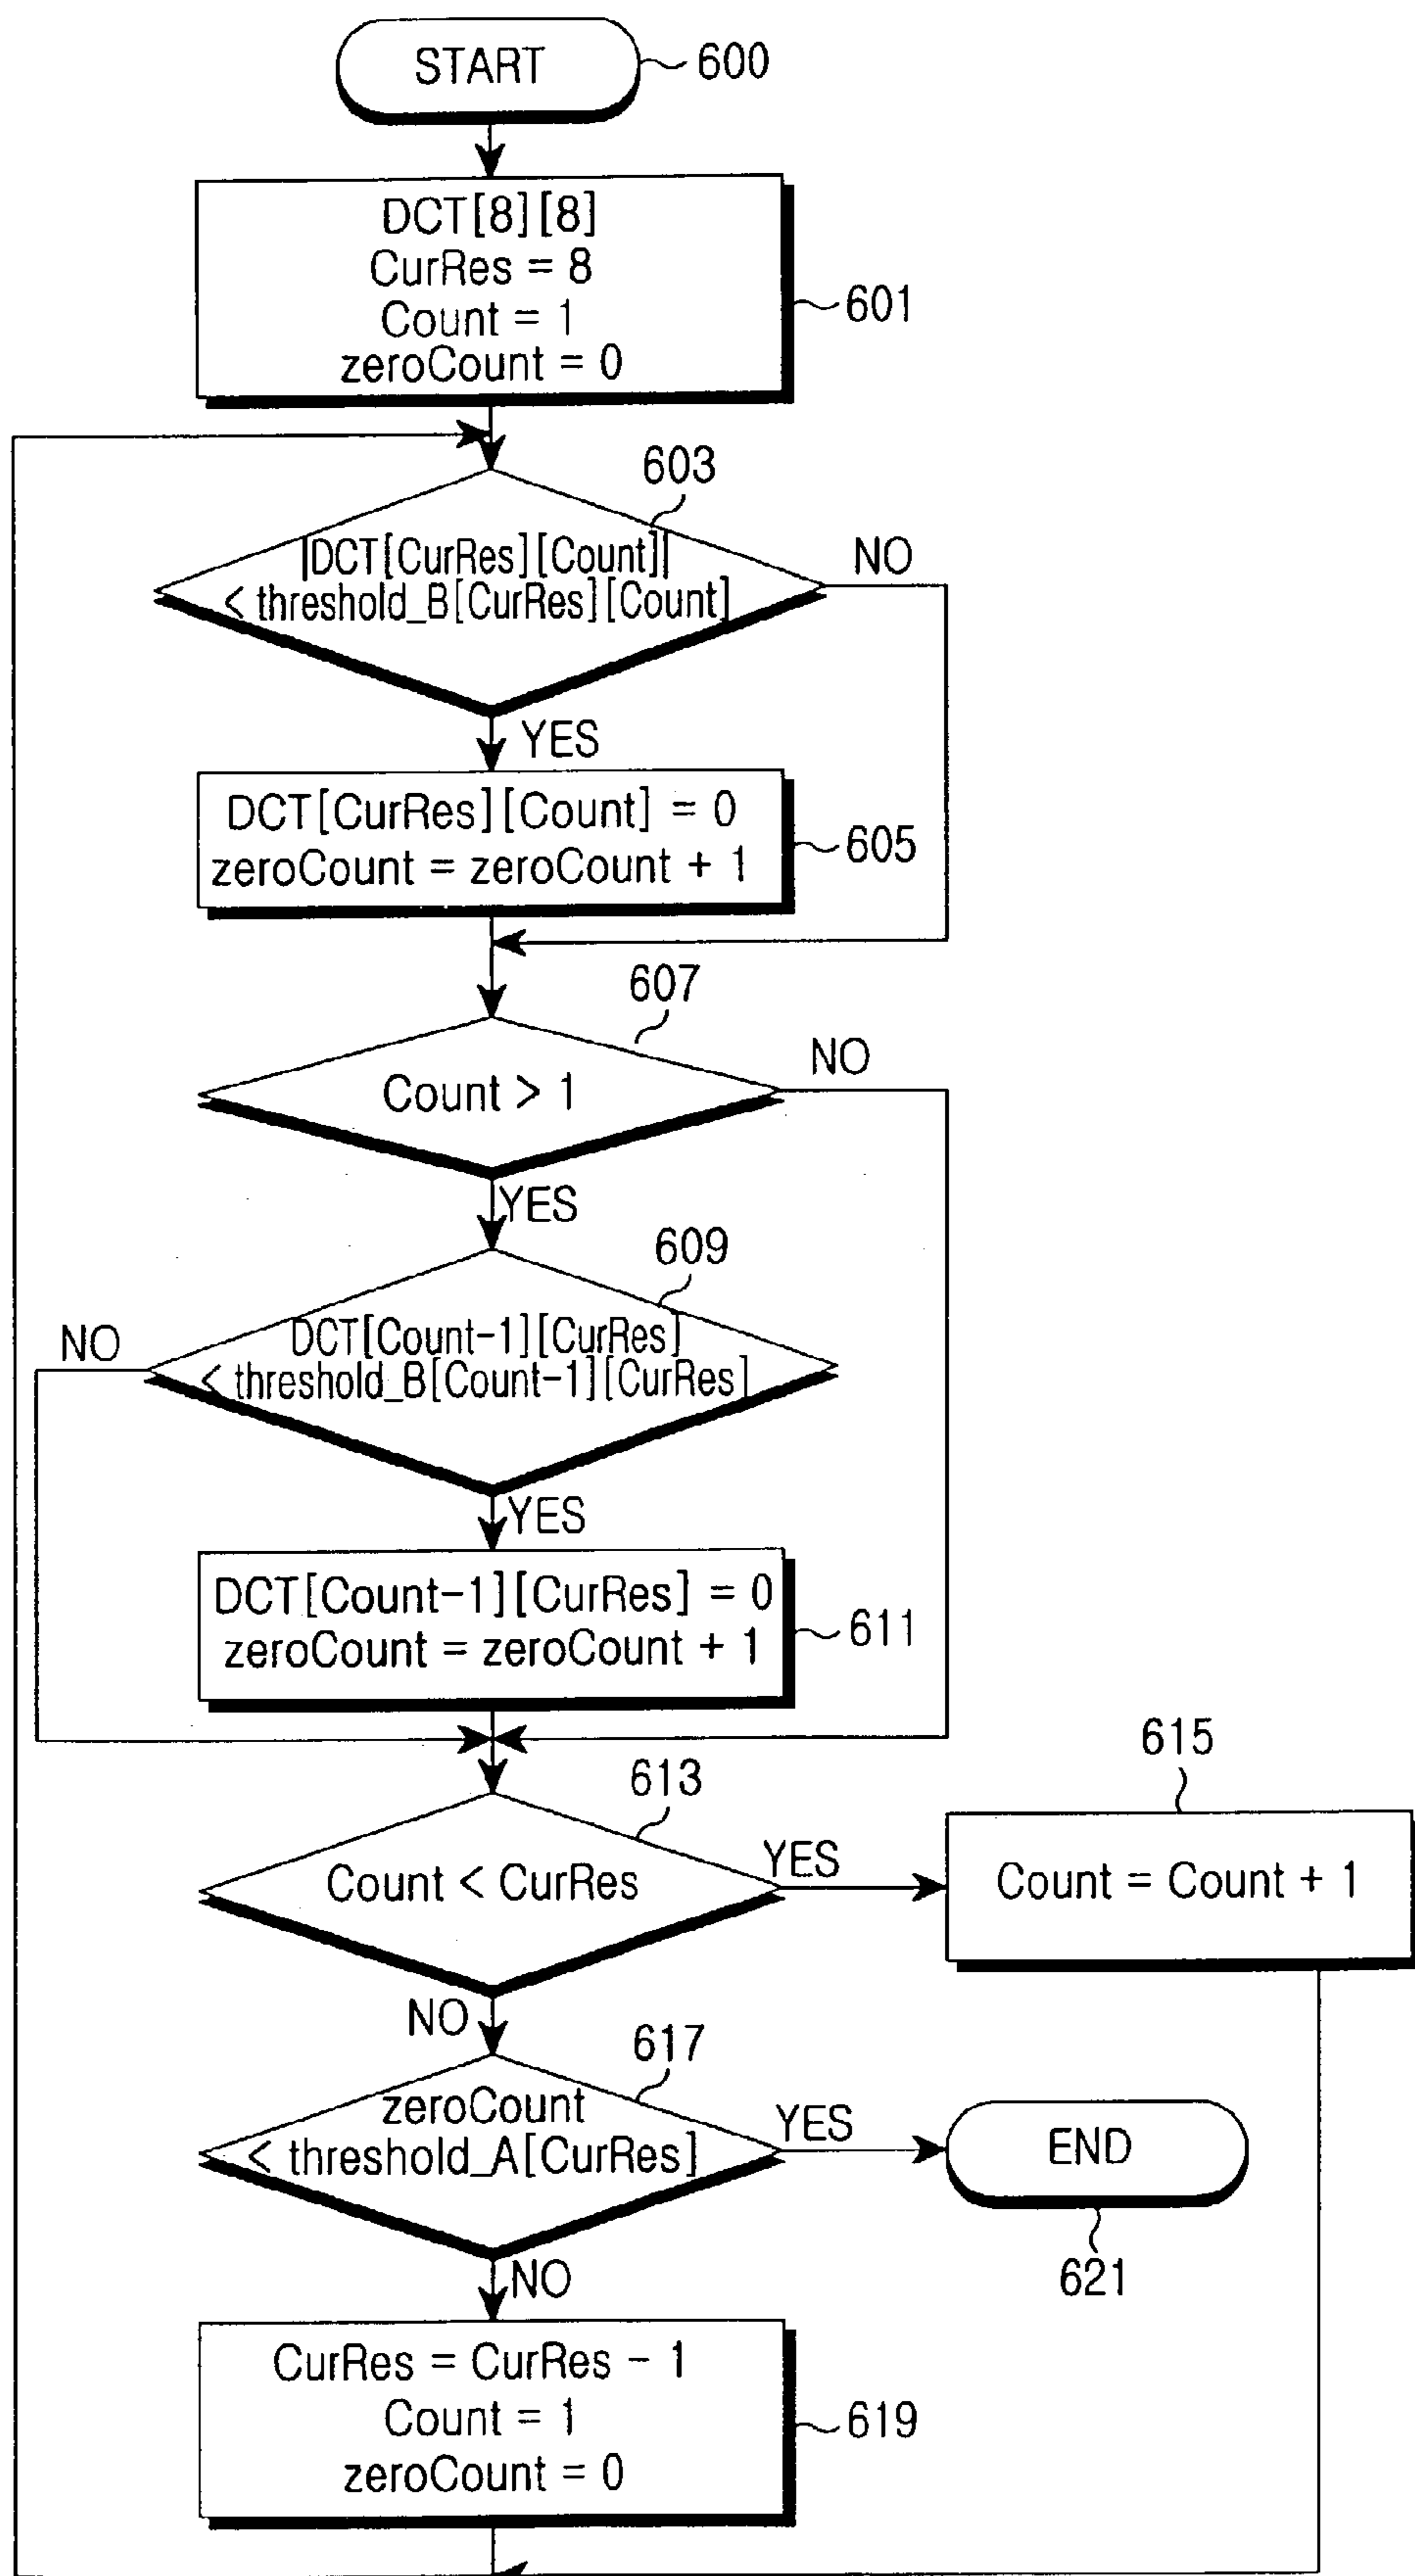 START
600
DCT[8][8]
CurRes = 8
Count = 1
zeroCount = 0
601
603
|DCT[CurRes][Count]|
< threshold_B[CurRes][Count]
NO
YES
DCT[CurRes][Count] = 0
zeroCount = zeroCount + 1
605
607
Count > 1
NO
YES
609
DCT[Count-1][CurRes]
< threshold_B[Count-1][CurRes]
NO
YES
DCT[Count-1][CurRes] = 0
zeroCount = zeroCount + 1
611
613
Count < CurRes
YES
615
Count = Count + 1
NO
617
zeroCount
< threshold_A[CurRes]
YES
END
621
NO
CurRes = CurRes - 1
Count = 1
zeroCount = 0
619